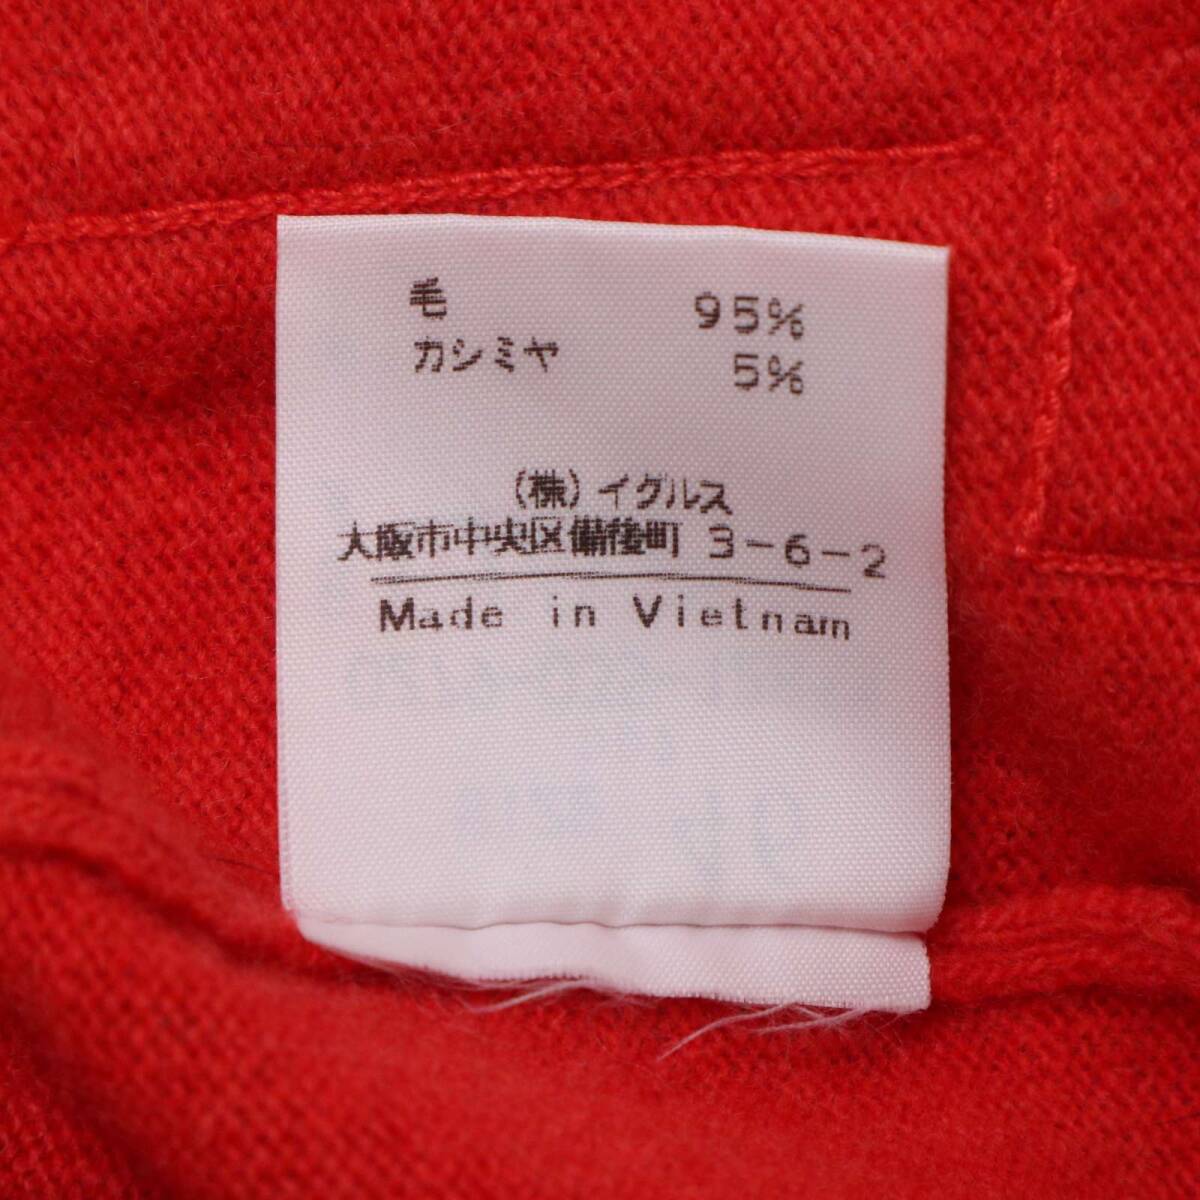 毛 95%
カシミヤ 5%
(株)イグルス
大阪市中央区備後町 3-6-2
Made in Vietnam